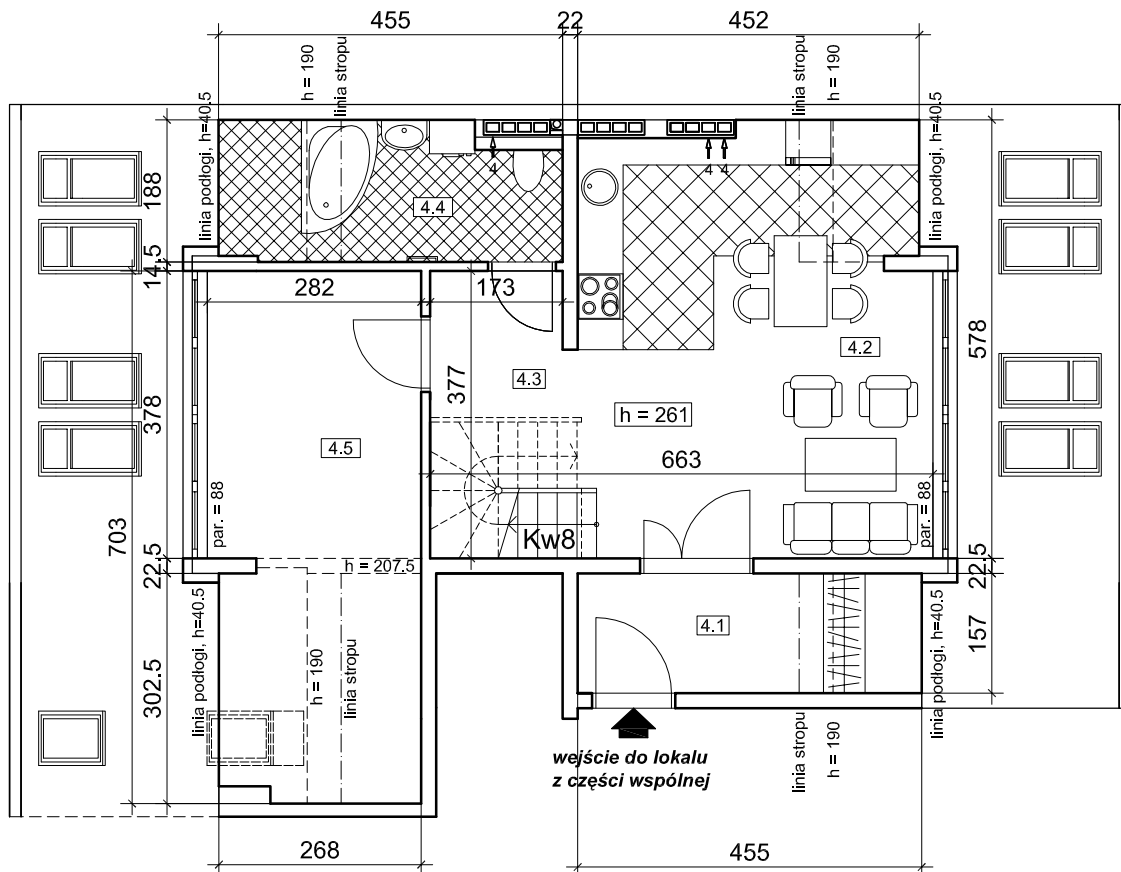 455
22
452
h = 190
linia stropu
linia stropu
h = 190
linia podłogi, h=40.5
linia podłogi, h=40.5
188
4
4
4
4.4
14.5
282
173
578
4.2
377
4.3
378
h = 261
4.5
663
703
par. = 88
par. = 88
Kw8
22.5
h = 207.5
22.5
linia podłogi, h=40.5
h = 190
linia stropu
4.1
157
linia podłogi, h=40.5
302.5
linia stropu
h = 190
wejście do lokalu
z części wspólnej
268
455